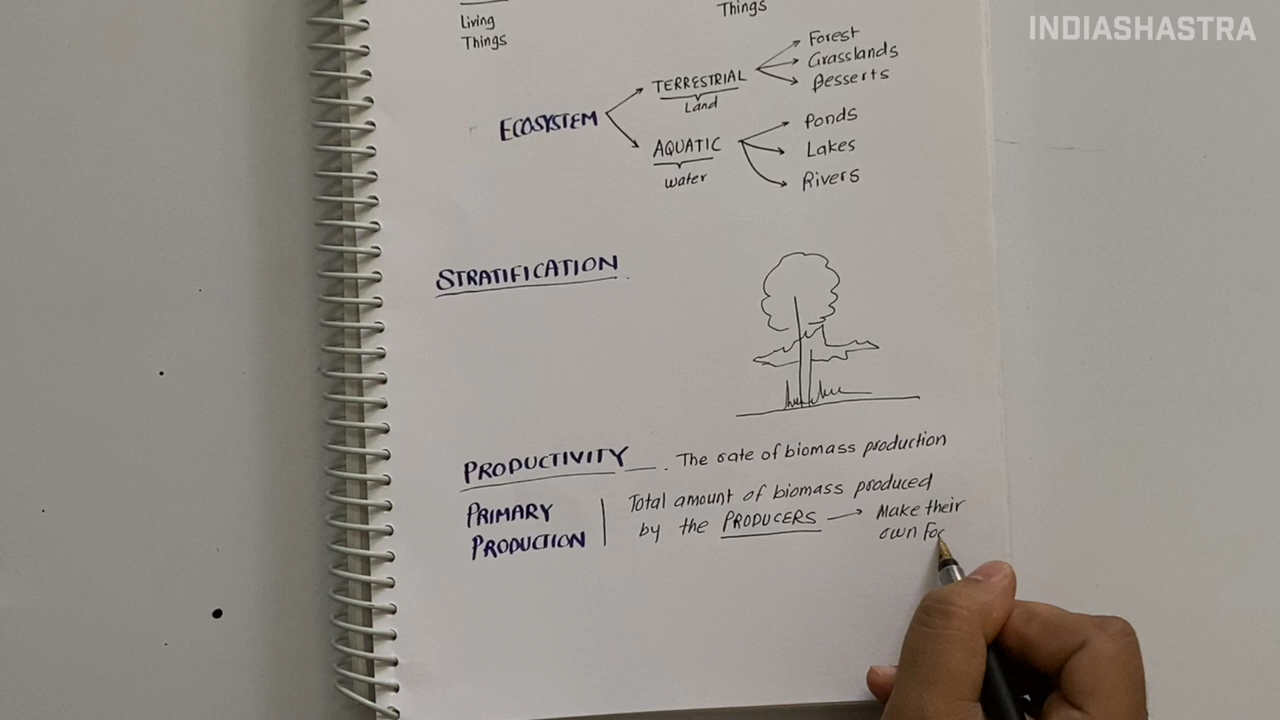 INDIASHASTRA
Living
Things
Things
ECOSYSTEM
TERRESTRIAL
Land
Forest
Grasslands
Desserts
AQUATIC
water
Ponds
Lakes
Rivers
STRATIFICATION
PRODUCTIVITY . The rate of biomass production
PRIMARY
PRODUCTION
Total amount of biomass produced
by the PRODUCERS → Make their
own Foo